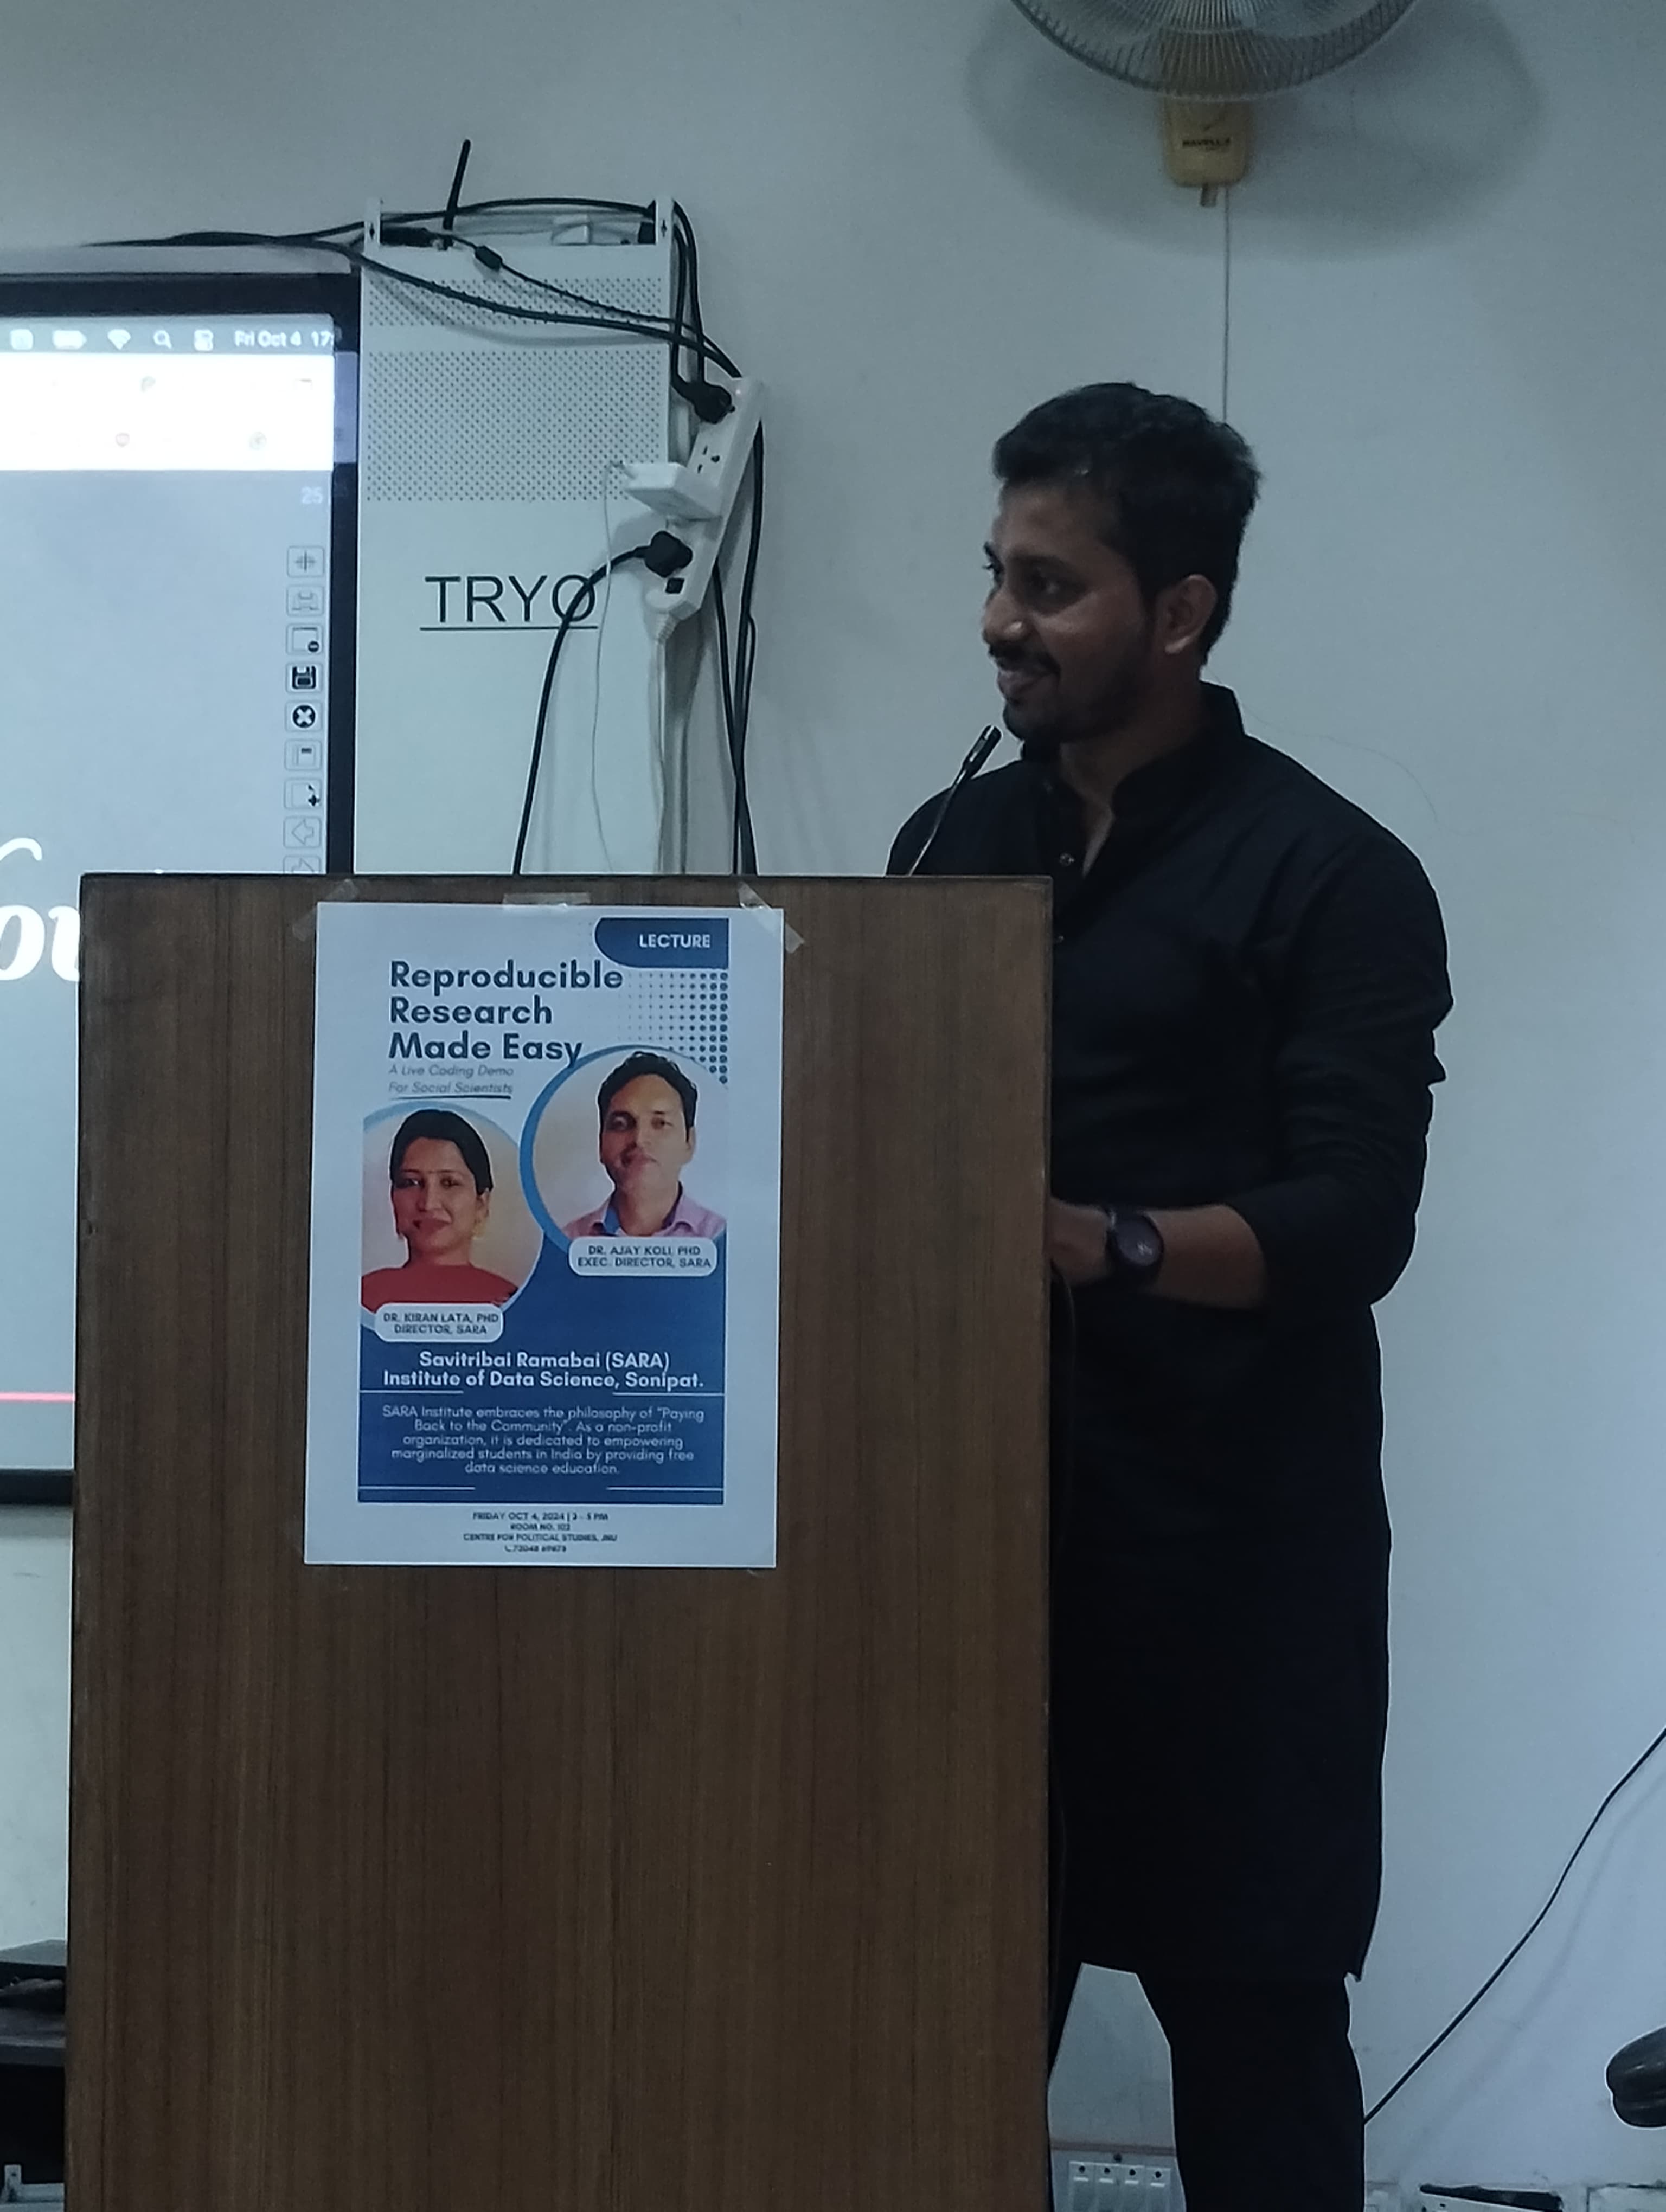 HAVELLS
Fri Oct 4 17:
25
TRYO
LECTURE
Reproducible
Research
Made Easy
A Live Coding Demo
For Social Scientists
DR. AJAY KOLI, PHD
EXEC. DIRECTOR, SARA
DR. KIRAN LATA, PHD
DIRECTOR, SARA
Savitribai Ramabai (SARA)
Institute of Data Science, Sonipat.
SARA Institute embraces the philosophy of "Paying
Back to the Community". As a non-profit
organization, it is dedicated to empowering
marginalized students in India by providing free
data science education.
FRIDAY OCT 4, 2024 | 3 - 5 PM
ROOM NO.
CENTRE FOR POLITICAL STUDIES, JNU